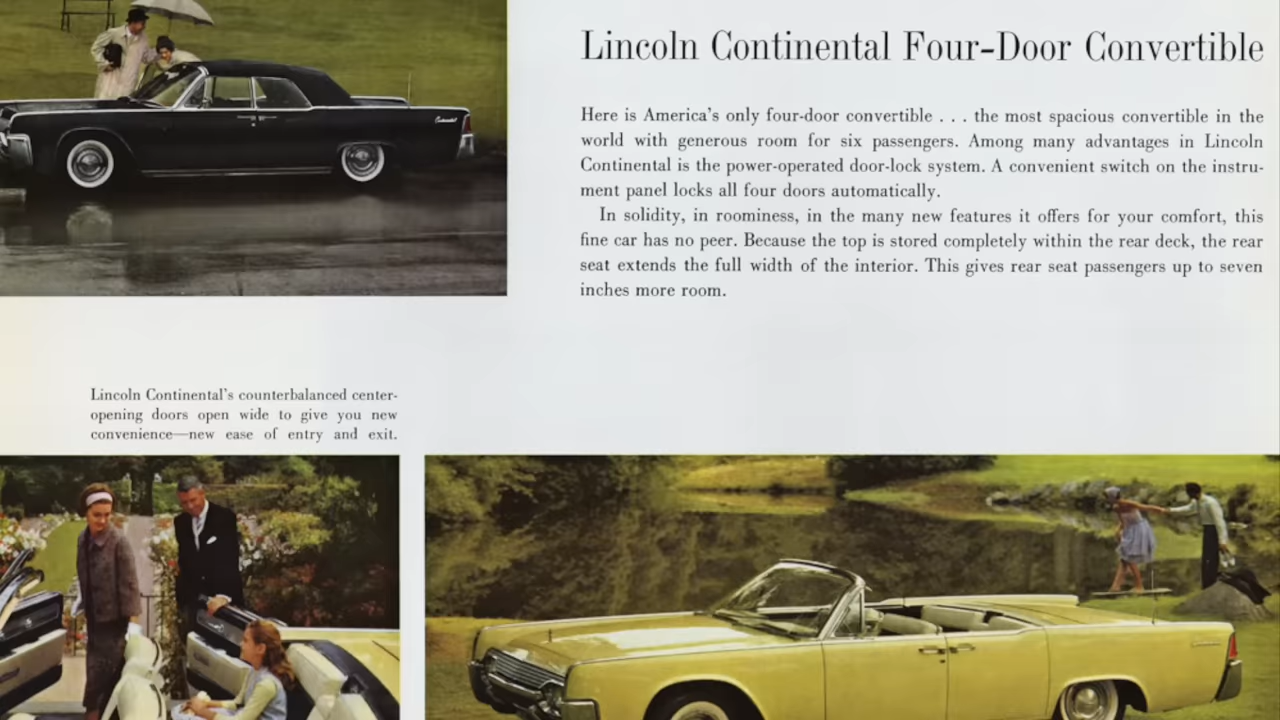 Lincoln Continental Four-Door Convertible
Here is America's only four-door convertible . . . the most spacious convertible in the
world with generous room for six passengers. Among many advantages in Lincoln
Continental is the power-operated door-lock system. A convenient switch on the instru-
ment panel locks all four doors automatically.
In solidity, in roominess, in the many new features it offers for your comfort, this
fine car has no peer. Because the top is stored completely within the rear deck, the rear
seat extends the full width of the interior. This gives rear seat passengers up to seven
inches more room.
Lincoln Continental's counterbalanced center-
opening doors open wide to give you new
convenience—new ease of entry and exit.
Continental